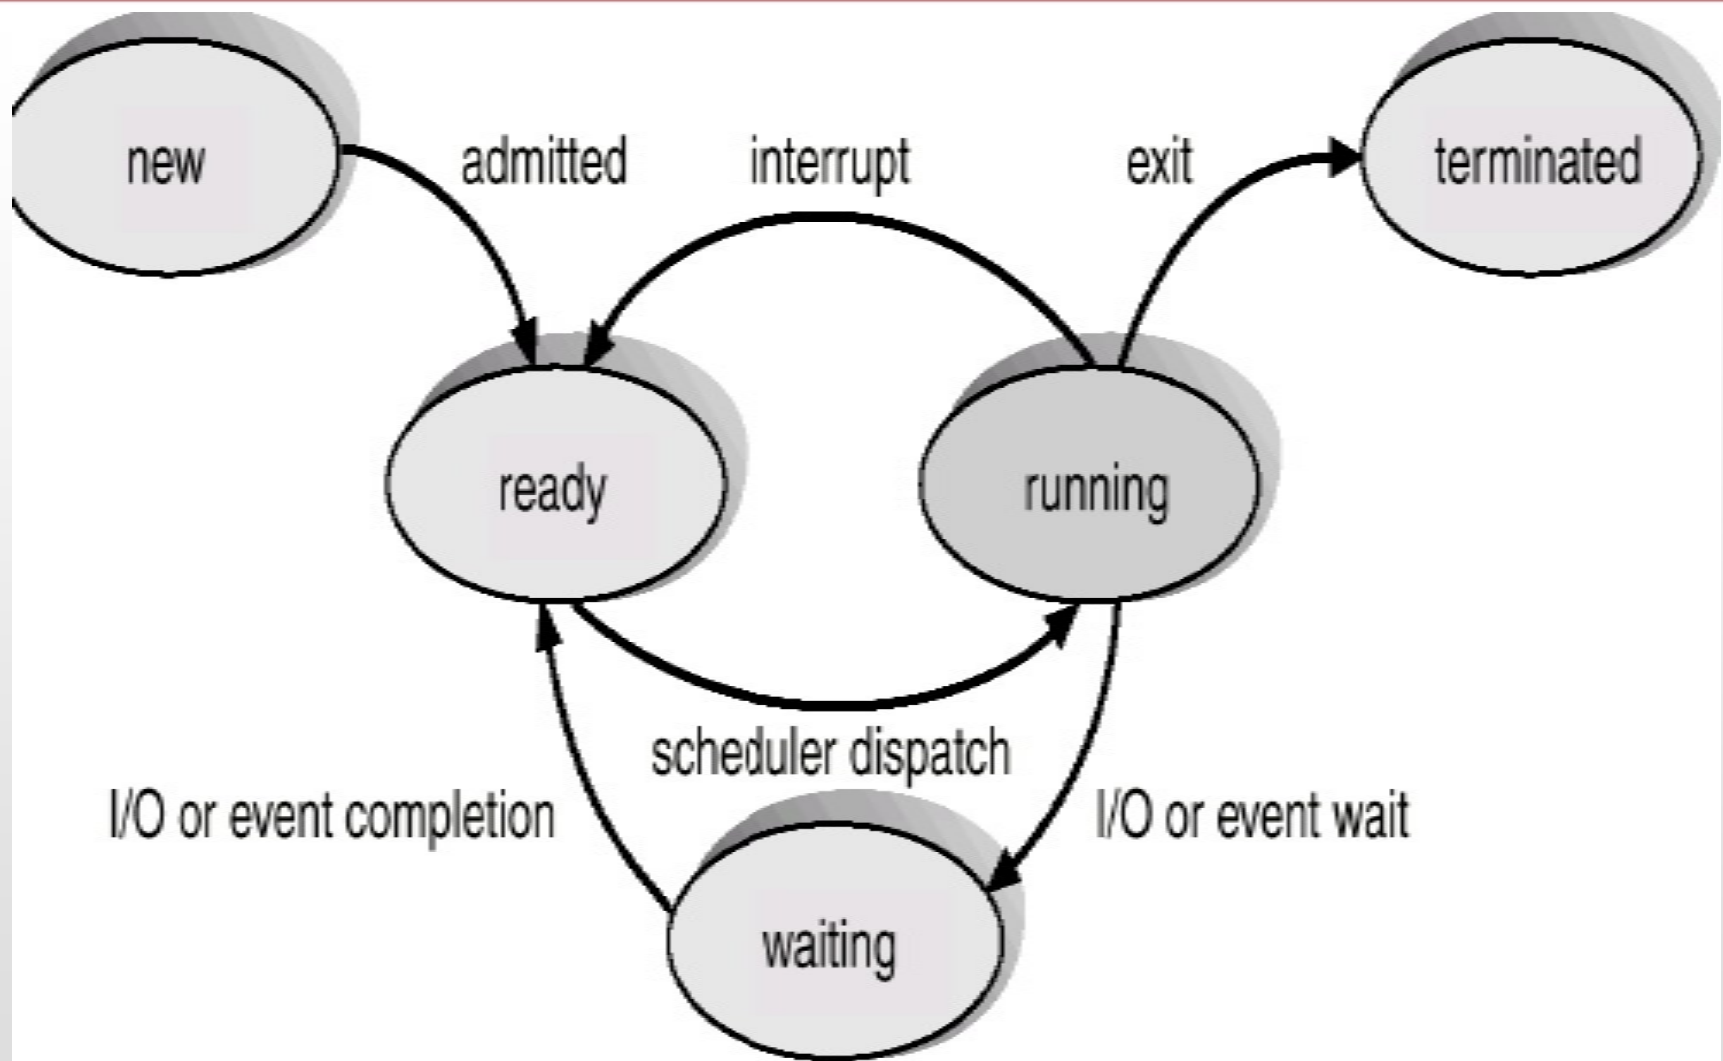 new
admitted
interrupt
exit
terminated
ready
running
scheduler dispatch
I/O or event completion
I/O or event wait
waiting